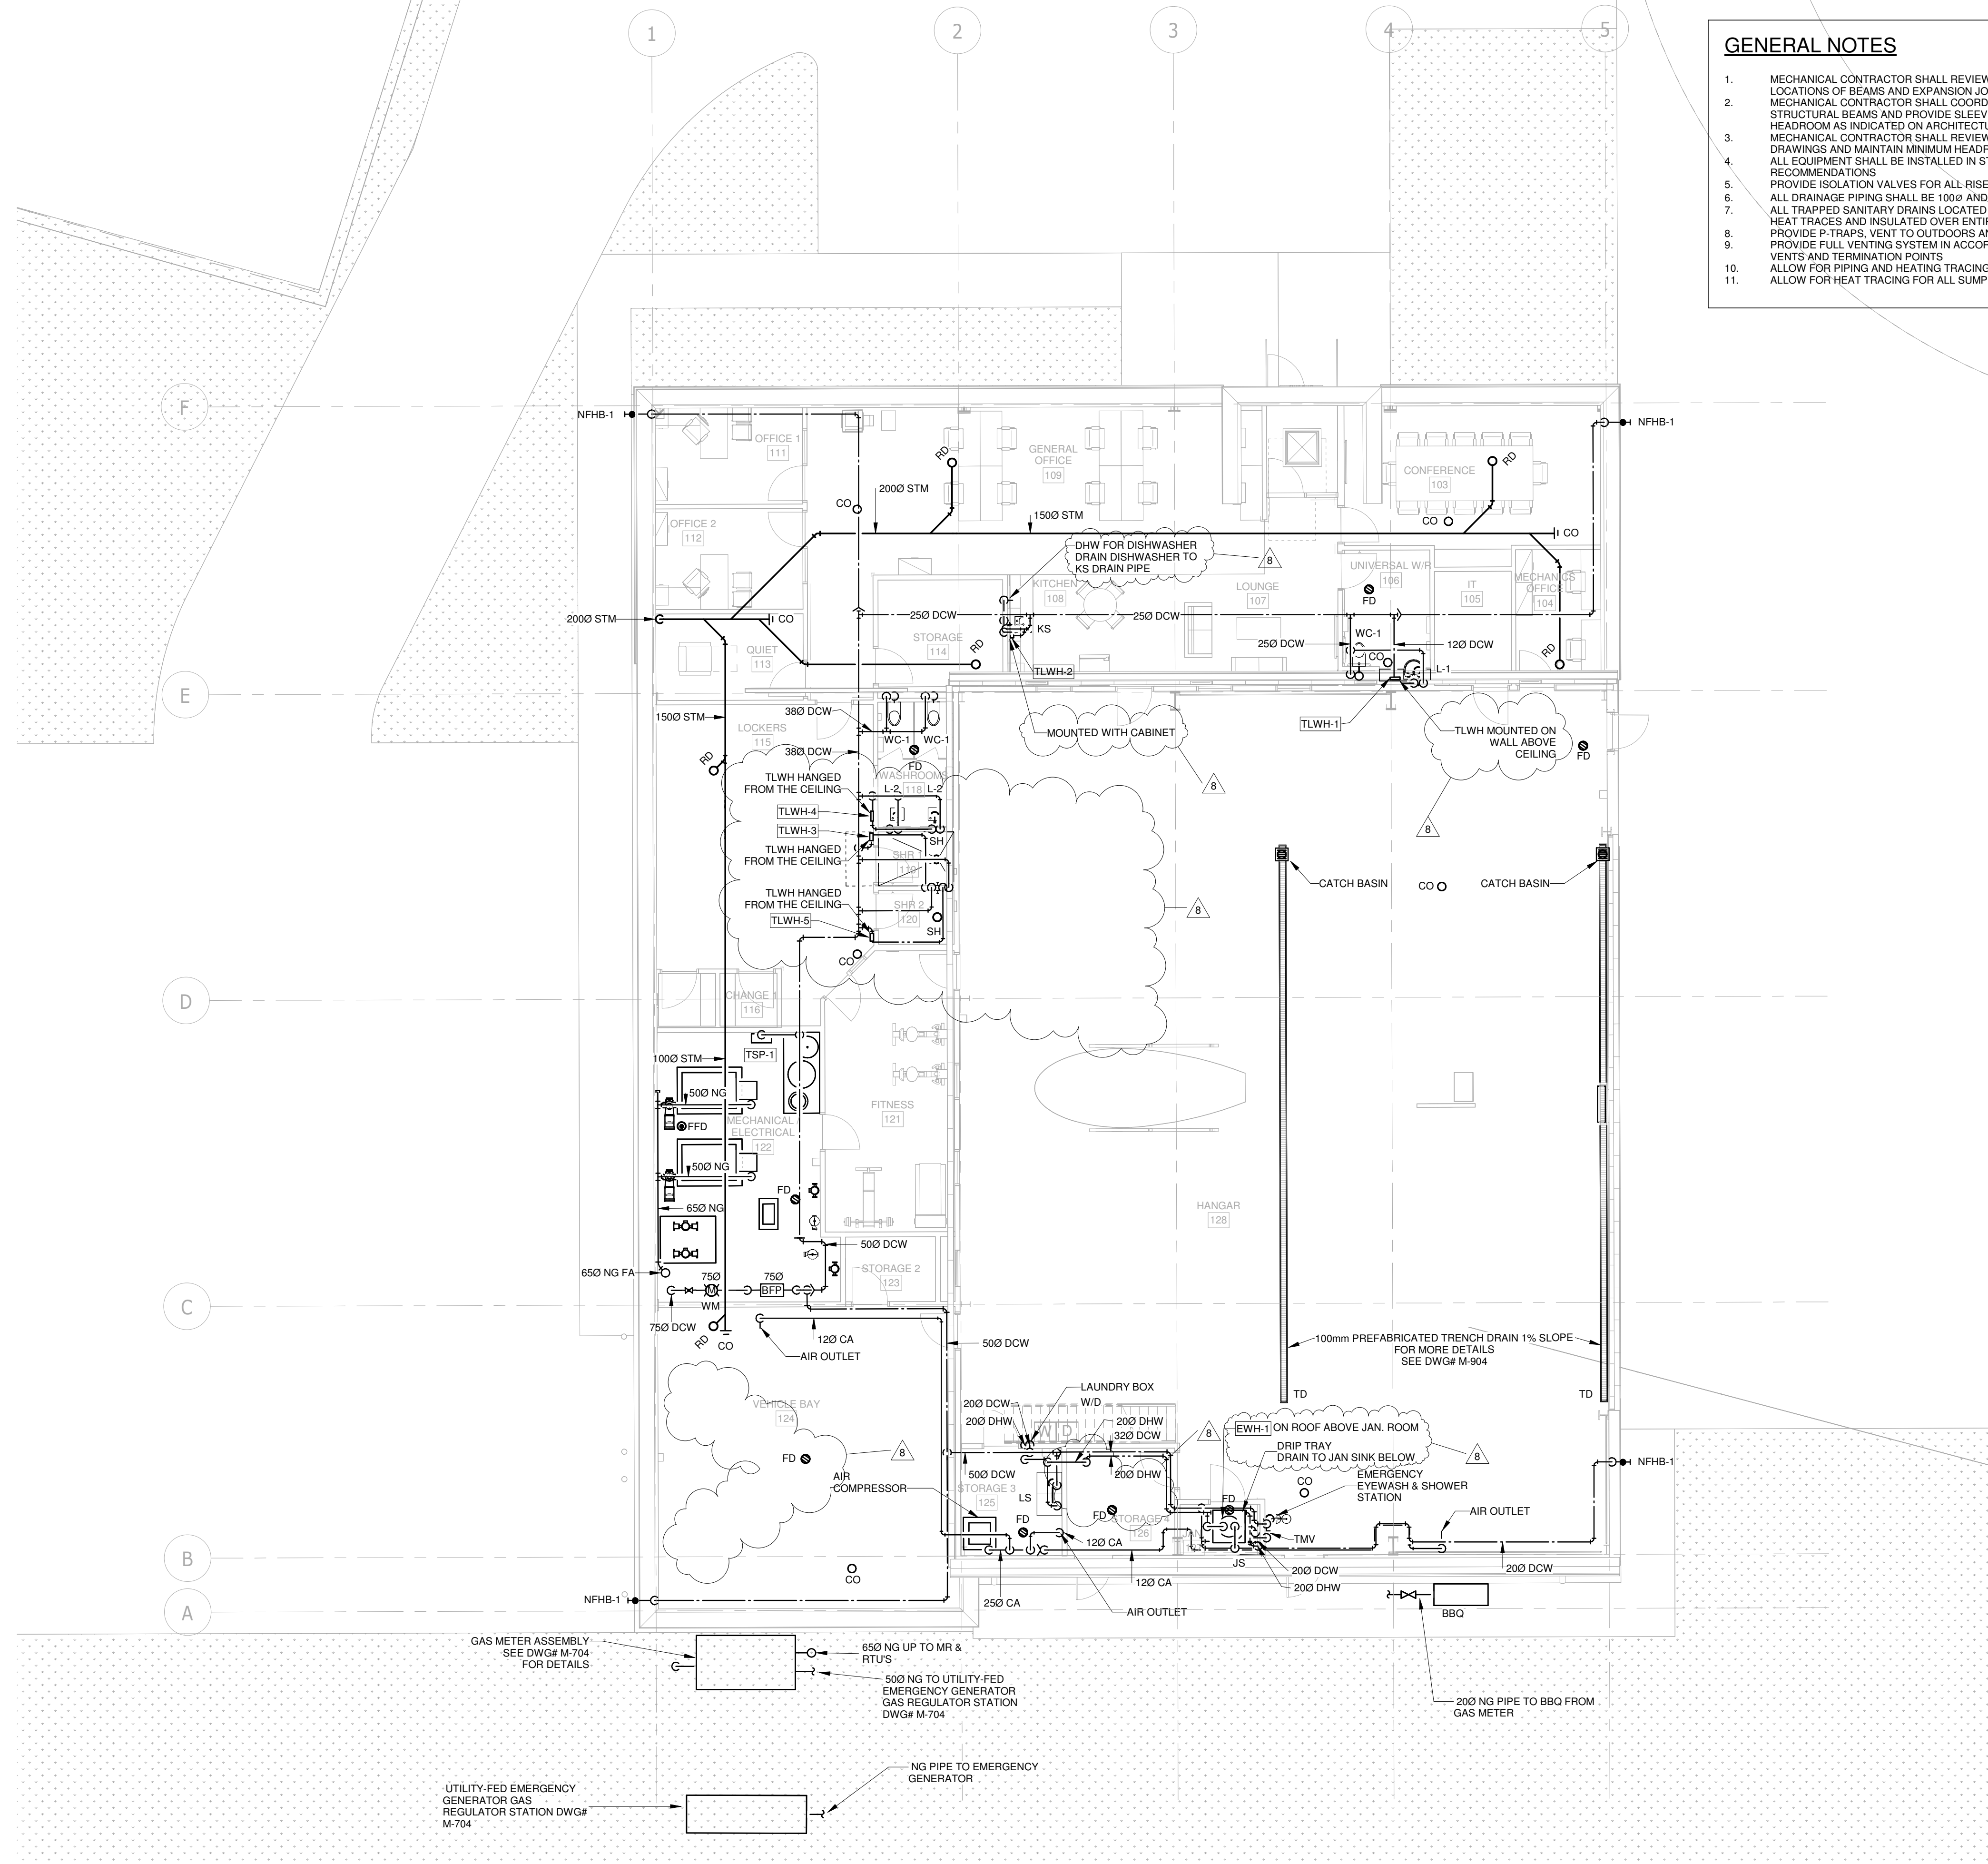 1
2
3
4
5
GENERAL NOTES
1. MECHANICAL CONTRACTOR SHALL REVIEW
LOCATIONS OF BEAMS AND EXPANSION JO
2. MECHANICAL CONTRACTOR SHALL COORD
STRUCTURAL BEAMS AND PROVIDE SLEEV
HEADROOM AS INDICATED ON ARCHITECTU
3. MECHANICAL CONTRACTOR SHALL REVIEW
DRAWINGS AND MAINTAIN MINIMUM HEADR
4. ALL EQUIPMENT SHALL BE INSTALLED IN ST
RECOMMENDATIONS
5. PROVIDE ISOLATION VALVES FOR ALL RISE
6. ALL DRAINAGE PIPING SHALL BE 100Ø AND
7. ALL TRAPPED SANITARY DRAINS LOCATED
HEAT TRACES AND INSULATED OVER ENTIR
8. PROVIDE P-TRAPS, VENT TO OUTDOORS AN
9. PROVIDE FULL VENTING SYSTEM IN ACCOR
VENTS AND TERMINATION POINTS
10. ALLOW FOR PIPING AND HEATING TRACING
11. ALLOW FOR HEAT TRACING FOR ALL SUMP
F
NFHB-1
NFHB-1
OFFICE 1
111
GENERAL
OFFICE
109
RD
CONFERENCE
103
RD
CO
200Ø STM
150Ø STM
CO
CO
OFFICE 2
112
DHW FOR DISHWASHER
DRAIN DISHWASHER TO
KS DRAIN PIPE
8
KITCHEN
108
LOUNGE
107
UNIVERSAL W/R
106
FD
IT
105
MECHANICS
OFFICE
104
200Ø STM
CO
25Ø DCW
25Ø DCW
KS
STORAGE
114
RD
QUIET
113
TLWH-2
WC-1
25Ø DCW
12Ø DCW
CO
L-1
RD
E
150Ø STM
38Ø DCW
LOCKERS
115
WC-1
WC-1
38Ø DCW
FD
MOUNTED WITH CABINET
8
TLWH-1
TLWH MOUNTED ON
WALL ABOVE
CEILING
8
FD
RD
TLWH HANGED
FROM THE CEILING
WASHROOM
118
L-2
L-2
TLWH-4
TLWH-3
SH
TLWH HANGED
FROM THE CEILING
SHR 1
119
TLWH HANGED
FROM THE CEILING
SHR 2
120
TLWH-5
SH
CO
8
CATCH BASIN
CO
CATCH BASIN
D
CHANGE 1
116
TSP-1
100Ø STM
50Ø NG
FFD
MECHANICAL /
ELECTRICAL
122
FITNESS
121
50Ø NG
FD
65Ø NG
HANGAR
128
50Ø DCW
65Ø NG FA
STORAGE 2
123
C
75Ø
M
WM
75Ø
BFP
75Ø DCW
RD
CO
12Ø CA
AIR OUTLET
50Ø DCW
100mm PREFABRICATED TRENCH DRAIN 1% SLOPE
FOR MORE DETAILS
SEE DWG# M-904
TD
TD
VEHICLE BAY
124
FD
8
LAUNDRY BOX
W/D
20Ø DCW
20Ø DHW
W D
20Ø DHW
32Ø DCW
8
EWH-1 ON ROOF ABOVE JAN. ROOM
DRIP TRAY
DRAIN TO JAN SINK BELOW
8
50Ø DCW
20Ø DHW
NFHB-1
AIR
COMPRESSOR
STORAGE 3
125
LS
FD
FD
STORAGE 4
126
JAN
FD
CO
EMERGENCY
EYEWASH & SHOWER
STATION
AIR OUTLET
TMV
12Ø CA
B
CO
JS
20Ø DCW
20Ø DHW
20Ø DCW
12Ø CA
25Ø CA
AIR OUTLET
NFHB-1
A
BBQ
GAS METER ASSEMBLY
SEE DWG# M-704
FOR DETAILS
65Ø NG UP TO MR &
RTU'S
50Ø NG TO UTILITY-FED
EMERGENCY GENERATOR
GAS REGULATOR STATION
DWG# M-704
20Ø NG PIPE TO BBQ FROM
GAS METER
NG PIPE TO EMERGENCY
GENERATOR
UTILITY-FED EMERGENCY
GENERATOR GAS
REGULATOR STATION DWG#
M-704